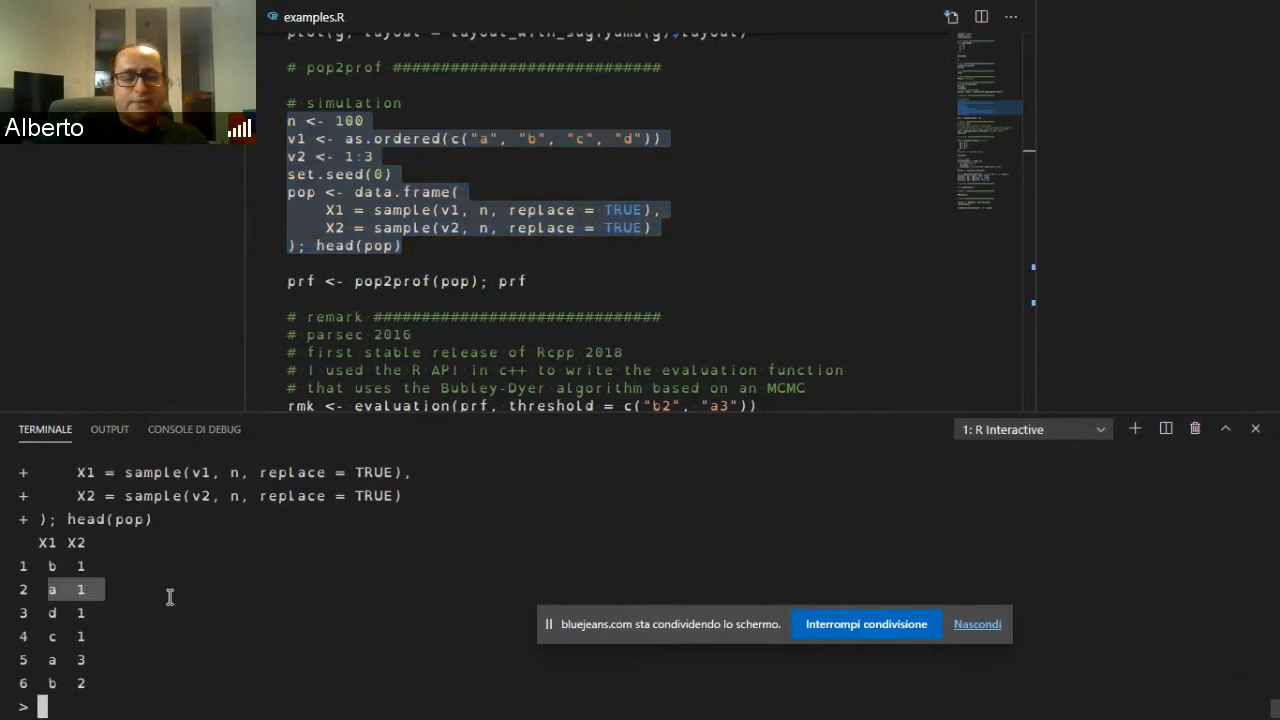 examples.R
plot(g, layout = layout_with_sugiyama(g)$layout)
# pop2prof ############################
# simulation
n <- 100
v1 <- as.ordered(c("a", "b", "c", "d"))
v2 <- 1:3
set.seed(0)
pop <- data.frame(
X1 = sample(v1, n, replace = TRUE),
X2 = sample(v2, n, replace = TRUE)
); head(pop)
prf <- pop2prof(pop); prf
# remark ##############################
# parsec 2016
# first stable release of Rcpp 2018
# I used the R API in c++ to write the evaluation function
# that uses the Bubley-Dyer algorithm based on an MCMC
rmk <- evaluation(prf, threshold = c("b2", "a3"))
Alberto
TERMINALE OUTPUT CONSOLE DI DEBUG 1: R Interactive
+ X1 = sample(v1, n, replace = TRUE),
+ X2 = sample(v2, n, replace = TRUE)
+ ); head(pop)
X1 X2
1 b 1
2 a 1
3 d 1
4 c 1
5 a 3
6 b 2
>
bluejeans.com sta condividendo lo schermo. Interrompi condivisione Nascondi